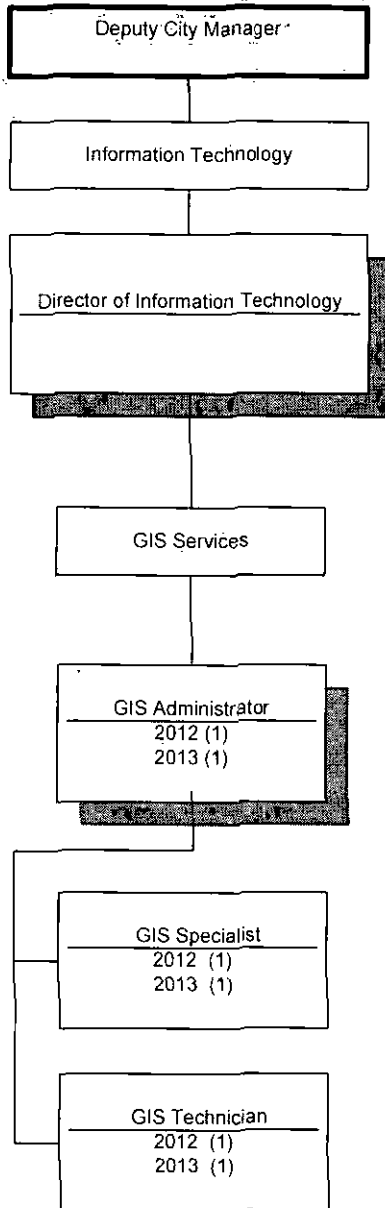 Deputy City Manager
Information Technology
Director of Information Technology
GIS Services
GIS Administrator
2012 (1)
2013 (1)
GIS Specialist
2012 (1)
2013 (1)
GIS Technician
2012 (1)
2013 (1)